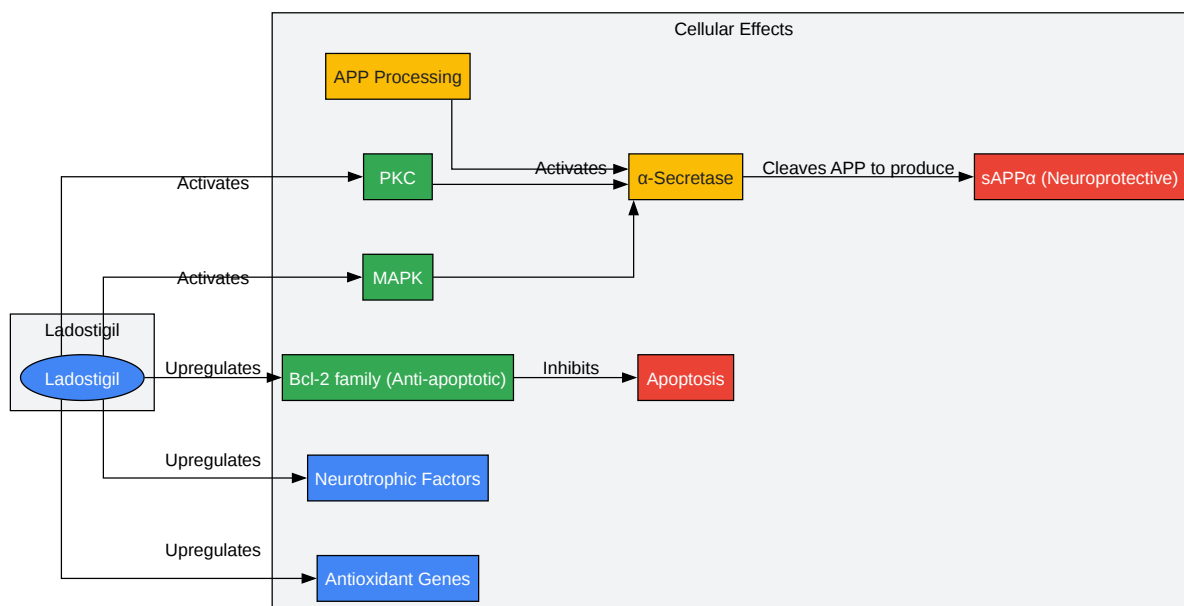 Cellular Effects
APP Processing
Activates
PKC
Activates
α-Secretase
Cleaves APP to produce
sAPPα (Neuroprotective)
Activates
MAPK
Ladostigil
Ladostigil
Upregulates
Bcl-2 family (Anti-apoptotic)
Inhibits
Apoptosis
Upregulates
Neurotrophic Factors
Upregulates
Antioxidant Genes